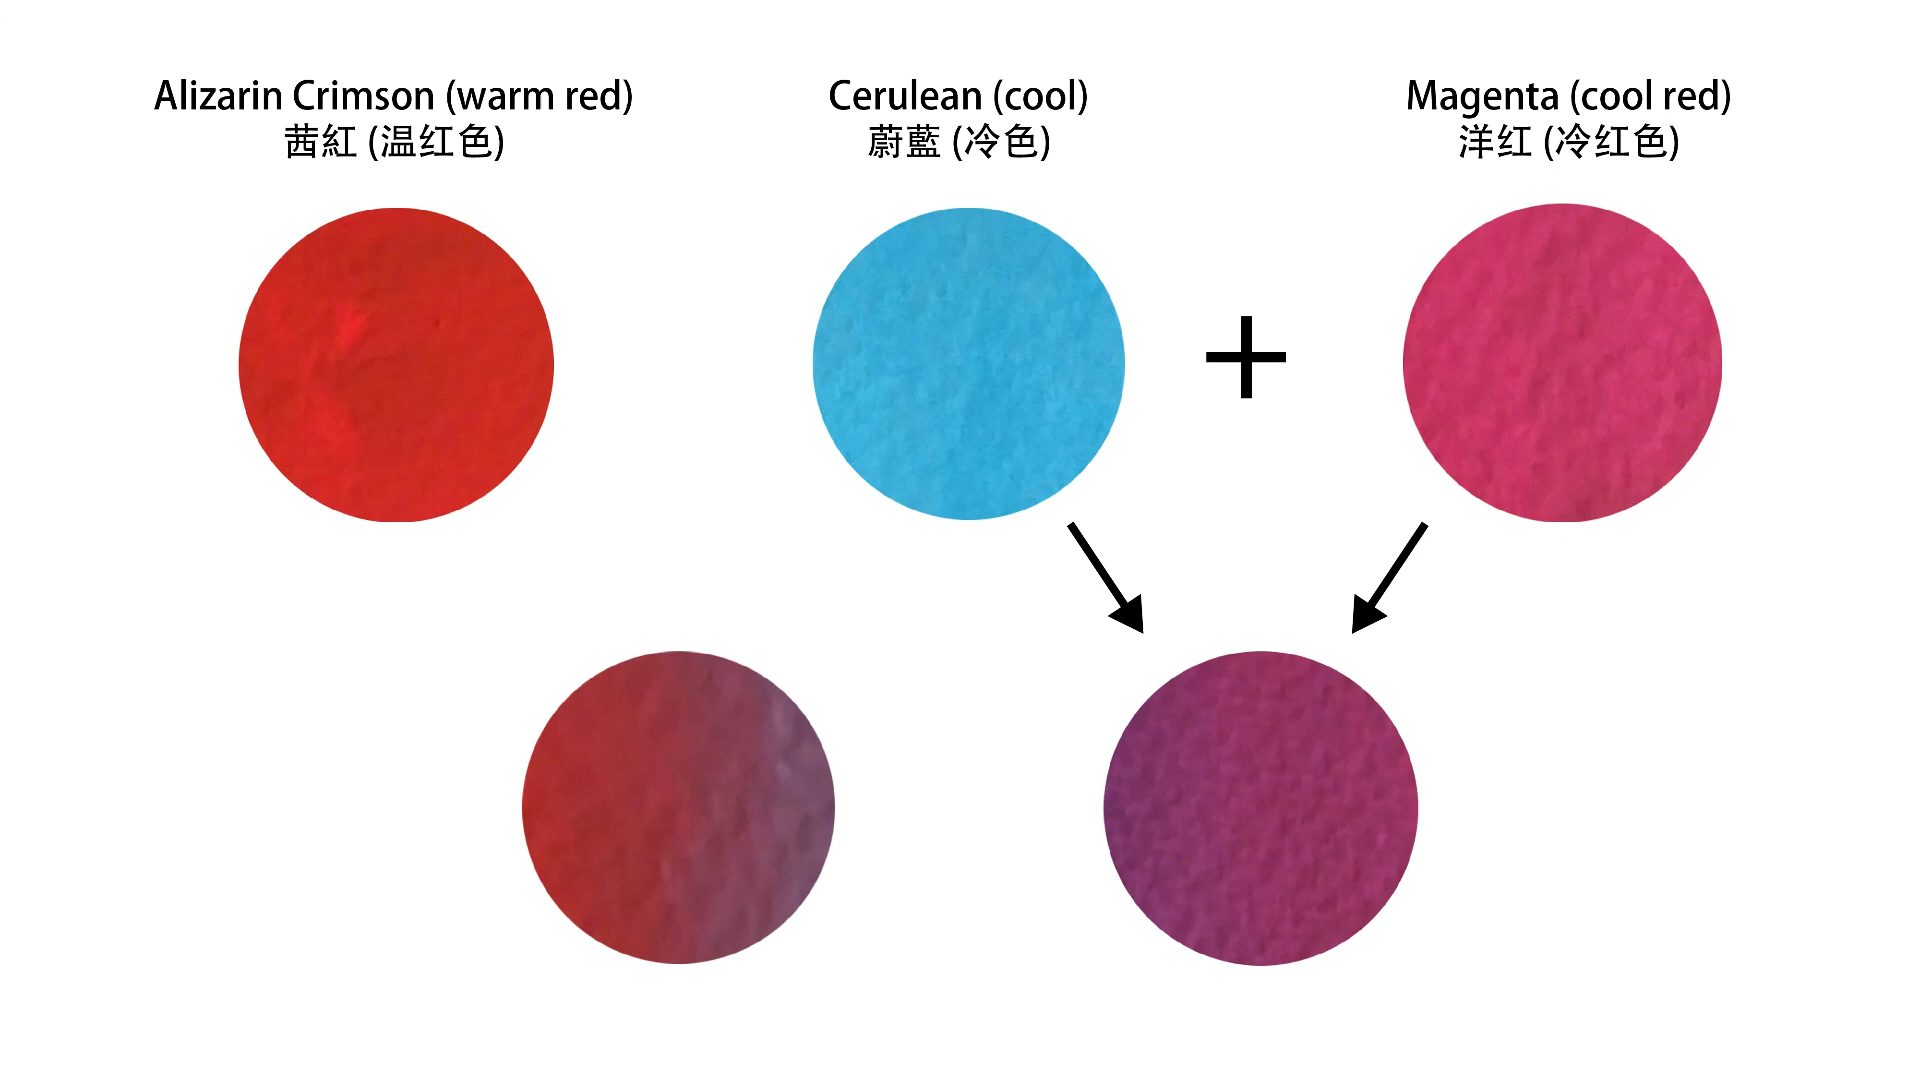 Alizarin Crimson (warm red)
茜紅 (温红色)
Cerulean (cool)
蔚藍 (冷色)
Magenta (cool red)
洋红 (冷红色)
+